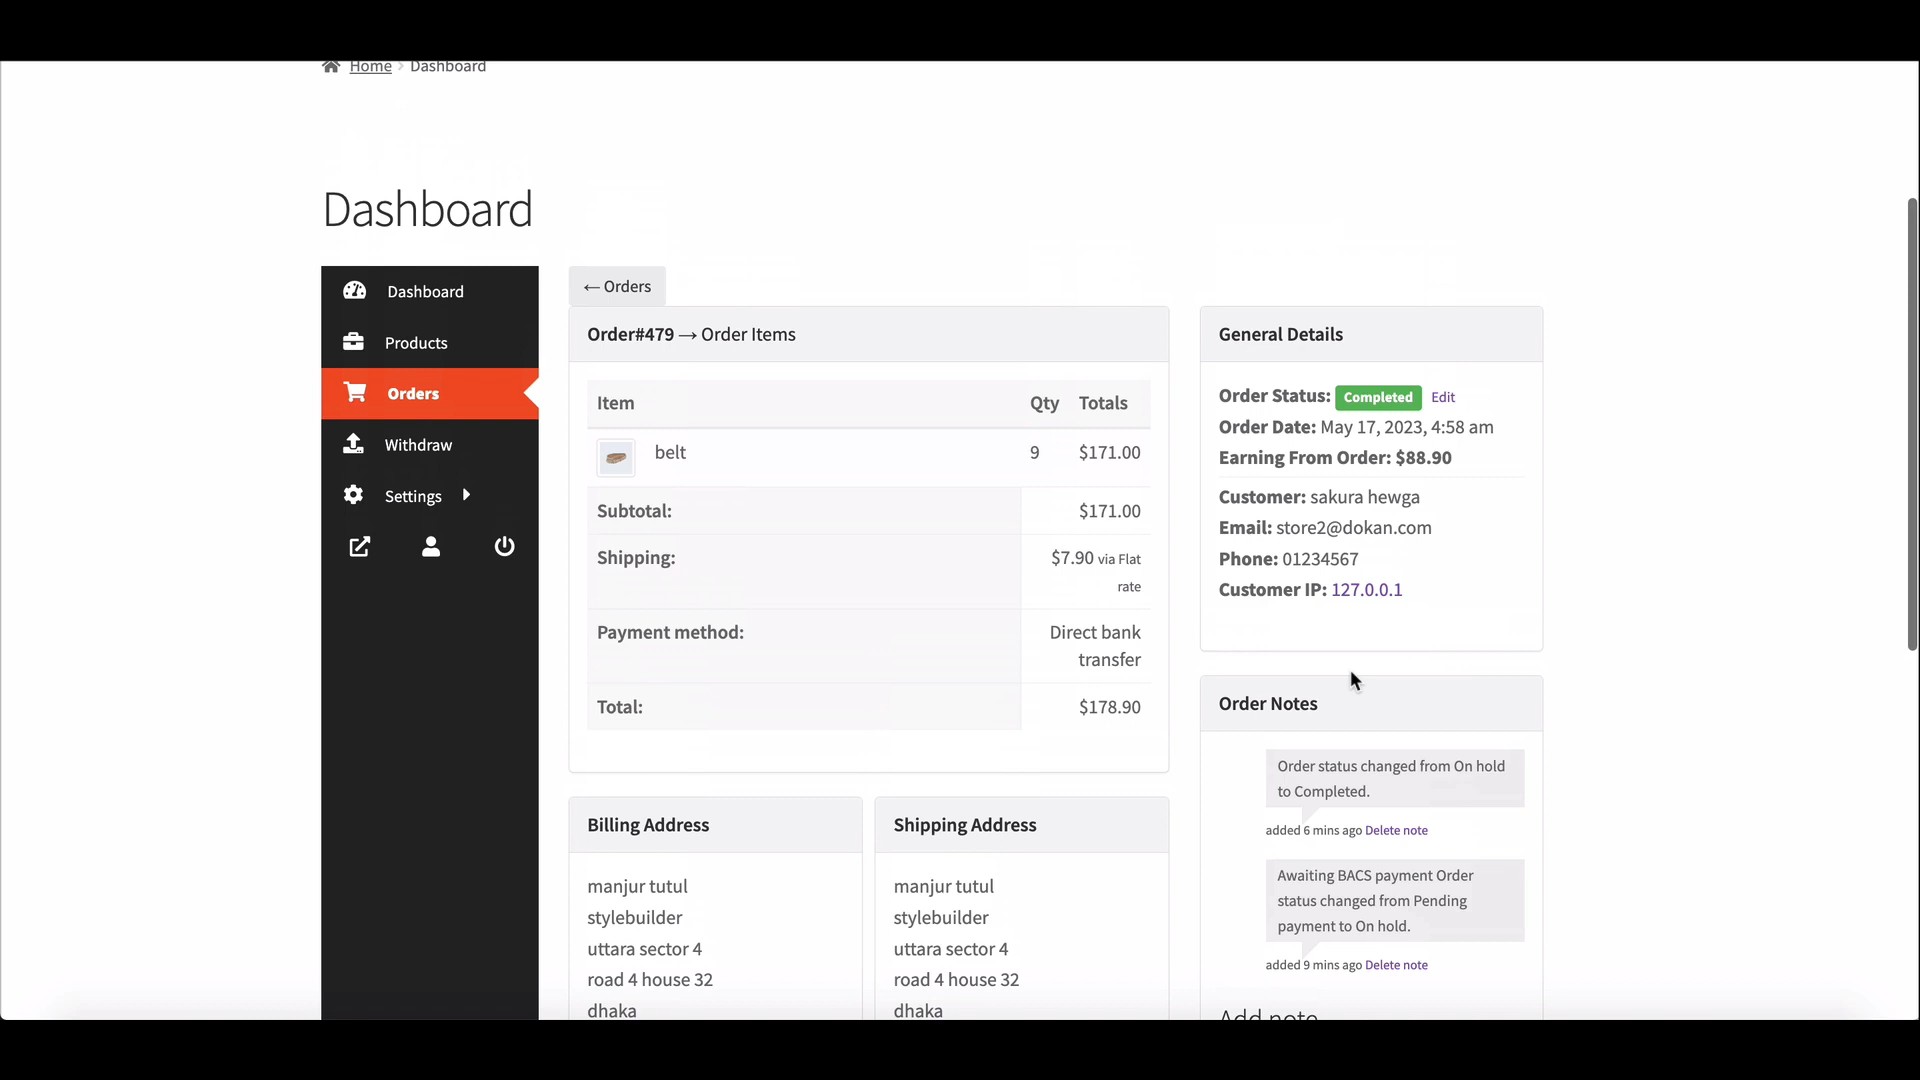 Home > Dashboard
Dashboard
Dashboard
Products
Orders
Withdraw
Settings
← Orders
Order#479 → Order Items
Item Qty Totals
belt 9 $171.00
Subtotal: $171.00
Shipping: $7.90 via Flat
rate
Payment method: Direct bank
transfer
Total: $178.90
Billing Address
manjur tutul
stylebuilder
uttara sector 4
road 4 house 32
dhaka
Shipping Address
manjur tutul
stylebuilder
uttara sector 4
road 4 house 32
dhaka
General Details
Order Status: Completed Edit
Order Date: May 17, 2023, 4:58 am
Earning From Order: $88.90
Customer: sakura hewga
Email: store2@dokan.com
Phone: 01234567
Customer IP: 127.0.0.1
Order Notes
Order status changed from On hold
to Completed.
added 6 mins ago Delete note
Awaiting BACS payment Order
status changed from Pending
payment to On hold.
added 9 mins ago Delete note
Add note